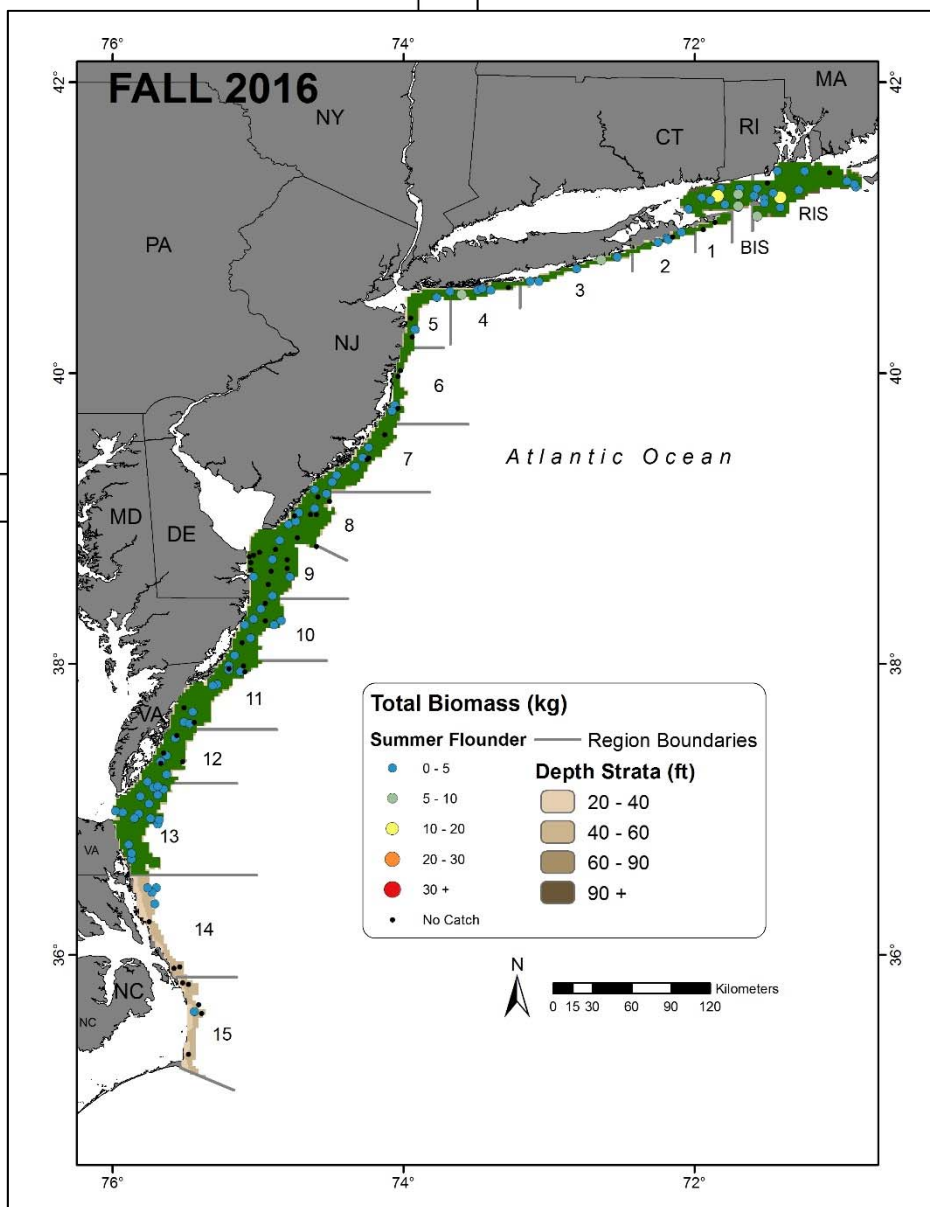 76°
74°
72°
42°
42°
FALL 2016
NY
MA
CT
RI
PA
RIS
BIS
1
2
3
4
5
NJ
6
40°
40°
Atlantic Ocean
7
MD
DE
8
9
10
38°
38°
11
VA
12
13
VA
14
36°
36°
NC
NC
15
Total Biomass (kg)
Summer Flounder
Region Boundaries
0 - 5
5 - 10
10 - 20
20 - 30
30 +
No Catch
Depth Strata (ft)
20 - 40
40 - 60
60 - 90
90 +
N
Kilometers
0 15 30 60 90 120
76°
74°
72°